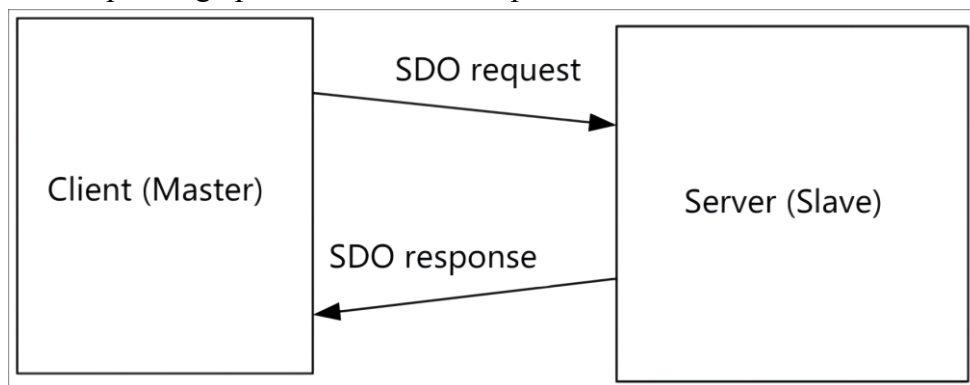 SDO request
Client (Master)
Server (Slave)
SDO response